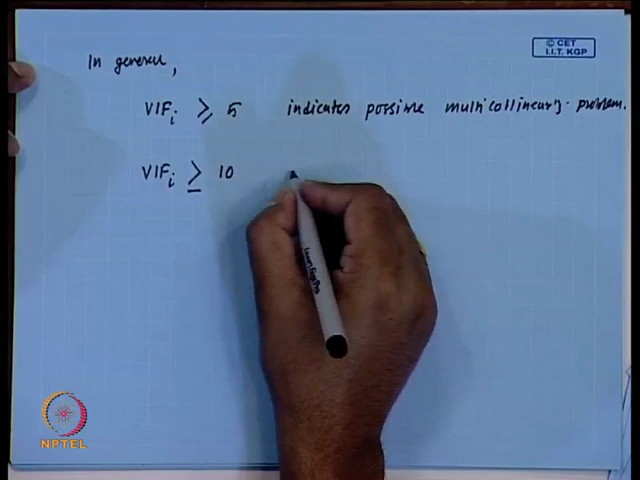 In general,
© CET
I.I.T. KGP
VIFi ≥ 5 indicates possible multicollinearity problem.
VIFi ≥ 10
NPTEL